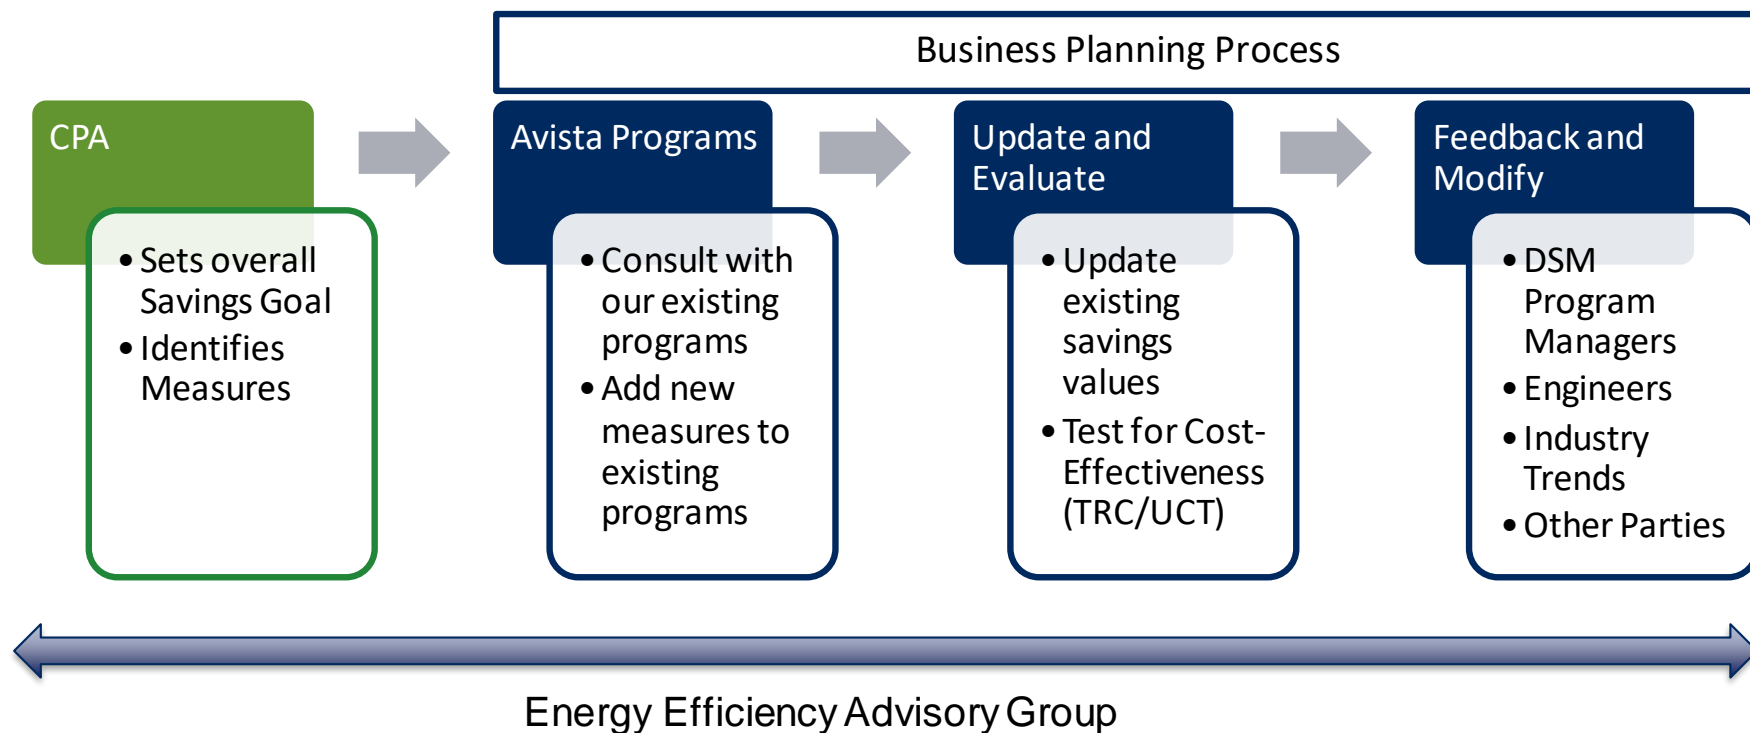 Business Planning Process
CPA
• Sets overall
Savings Goal
• Identifies
Measures
Avista Programs
• Consult with
our existing
programs
• Add new
measures to
existing
programs
Update and
Evaluate
• Update
existing
savings
values
• Test for Cost-
Effectiveness
(TRC/UCT)
Feedback and
Modify
• DSM
Program
Managers
• Engineers
• Industry
Trends
• Other Parties
Energy Efficiency Advisory Group